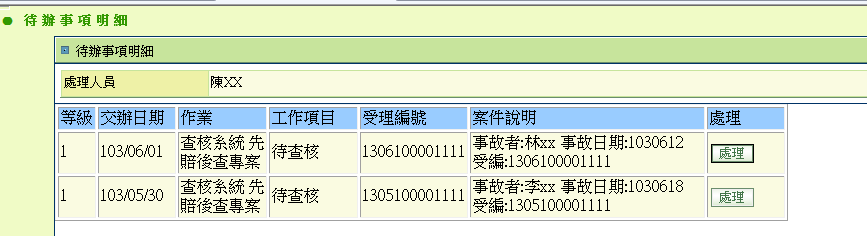 待辦事項明細
待辦事項明細
處理人員 陳XX
等級 交辦日期 作業 工作項目 受理編號 案件說明 處理
1 103/06/01 查核系統 先 待查核 1306100001111 事故者:林xx 事故日期:1030612 處理
賠後查專案 受編:1306100001111
1 103/05/30 查核系統 先 待查核 1305100001111 事故者:李xx 事故日期:1030618 處理
賠後查專案 受編:1305100001111